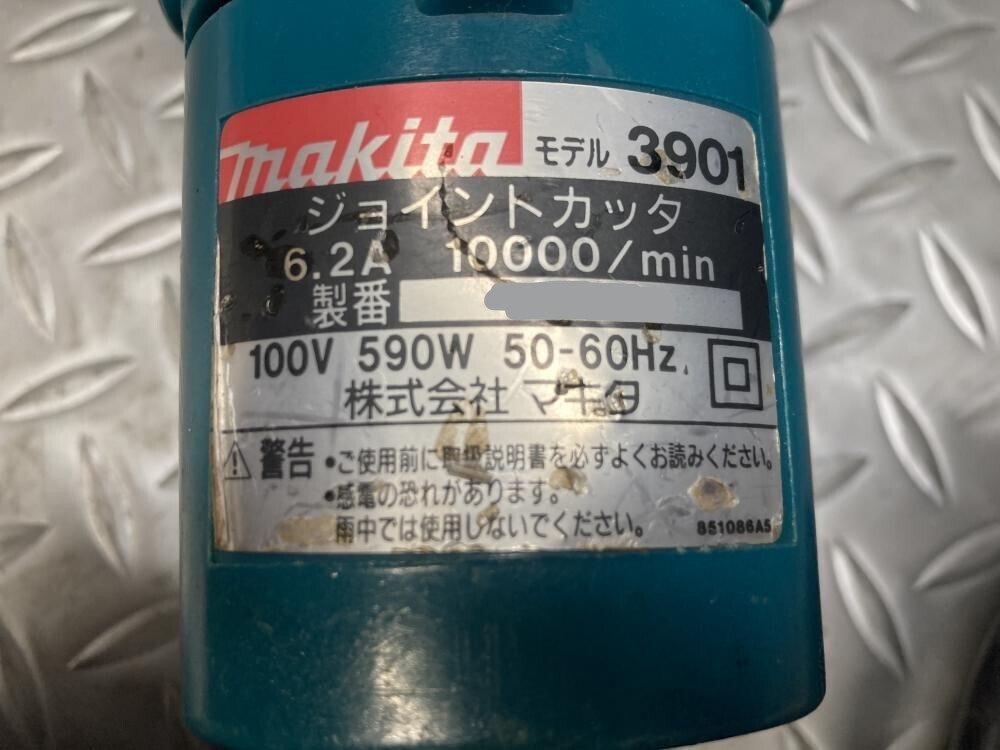 makita モデル 3901
ジョイントカッタ
6.2A 10000/min
製番
100V 590W 50-60Hz
株式会社 マキタ
警告 •ご使用前に取扱説明書を必ずよくお読みください。
•感電の恐れがあります。
雨中では使用しないでください。
851086A5